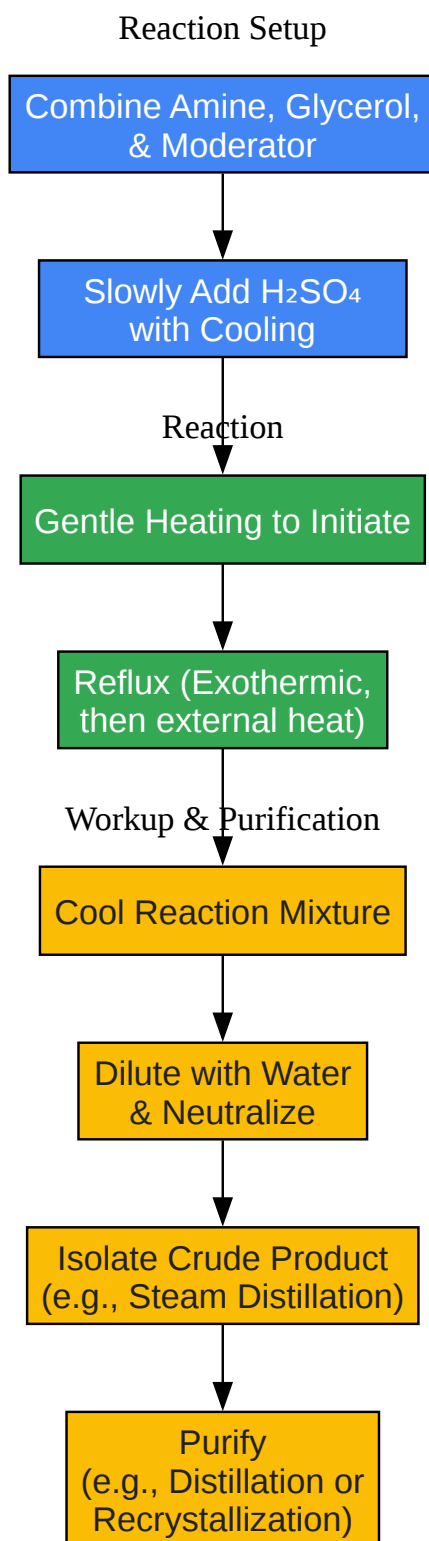 Reaction Setup
Combine Amine, Glycerol,
& Moderator
Slowly Add H₂SO₄
with Cooling
Reaction
Gentle Heating to Initiate
Reflux (Exothermic,
then external heat)
Workup & Purification
Cool Reaction Mixture
Dilute with Water
& Neutralize
Isolate Crude Product
(e.g., Steam Distillation)
Purify
(e.g., Distillation or
Recrystallization)